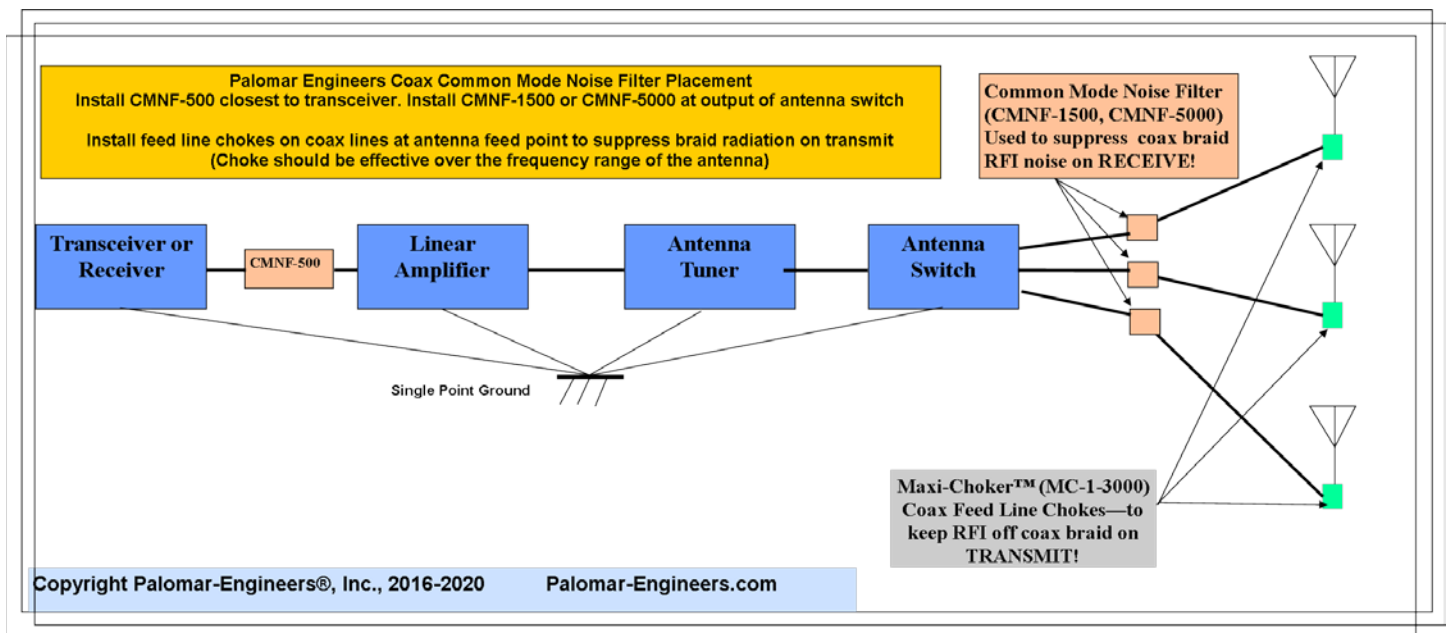 Palomar Engineers Coax Common Mode Noise Filter Placement
Install CMNF-500 closest to transceiver. Install CMNF-1500 or CMNF-5000 at output of antenna switch
Install feed line chokes on coax lines at antenna feed point to suppress braid radiation on transmit
(Choke should be effective over the frequency range of the antenna)
Common Mode Noise Filter
(CMNF-1500, CMNF-5000)
Used to suppress coax braid
RFI noise on RECEIVE!
Transceiver or
Receiver
CMNF-500
Linear
Amplifier
Antenna
Tuner
Antenna
Switch
Single Point Ground
Maxi-Choker™ (MC-1-3000)
Coax Feed Line Chokes—to
keep RFI off coax braid on
TRANSMIT!
Copyright Palomar-Engineers®, Inc., 2016-2020 Palomar-Engineers.com